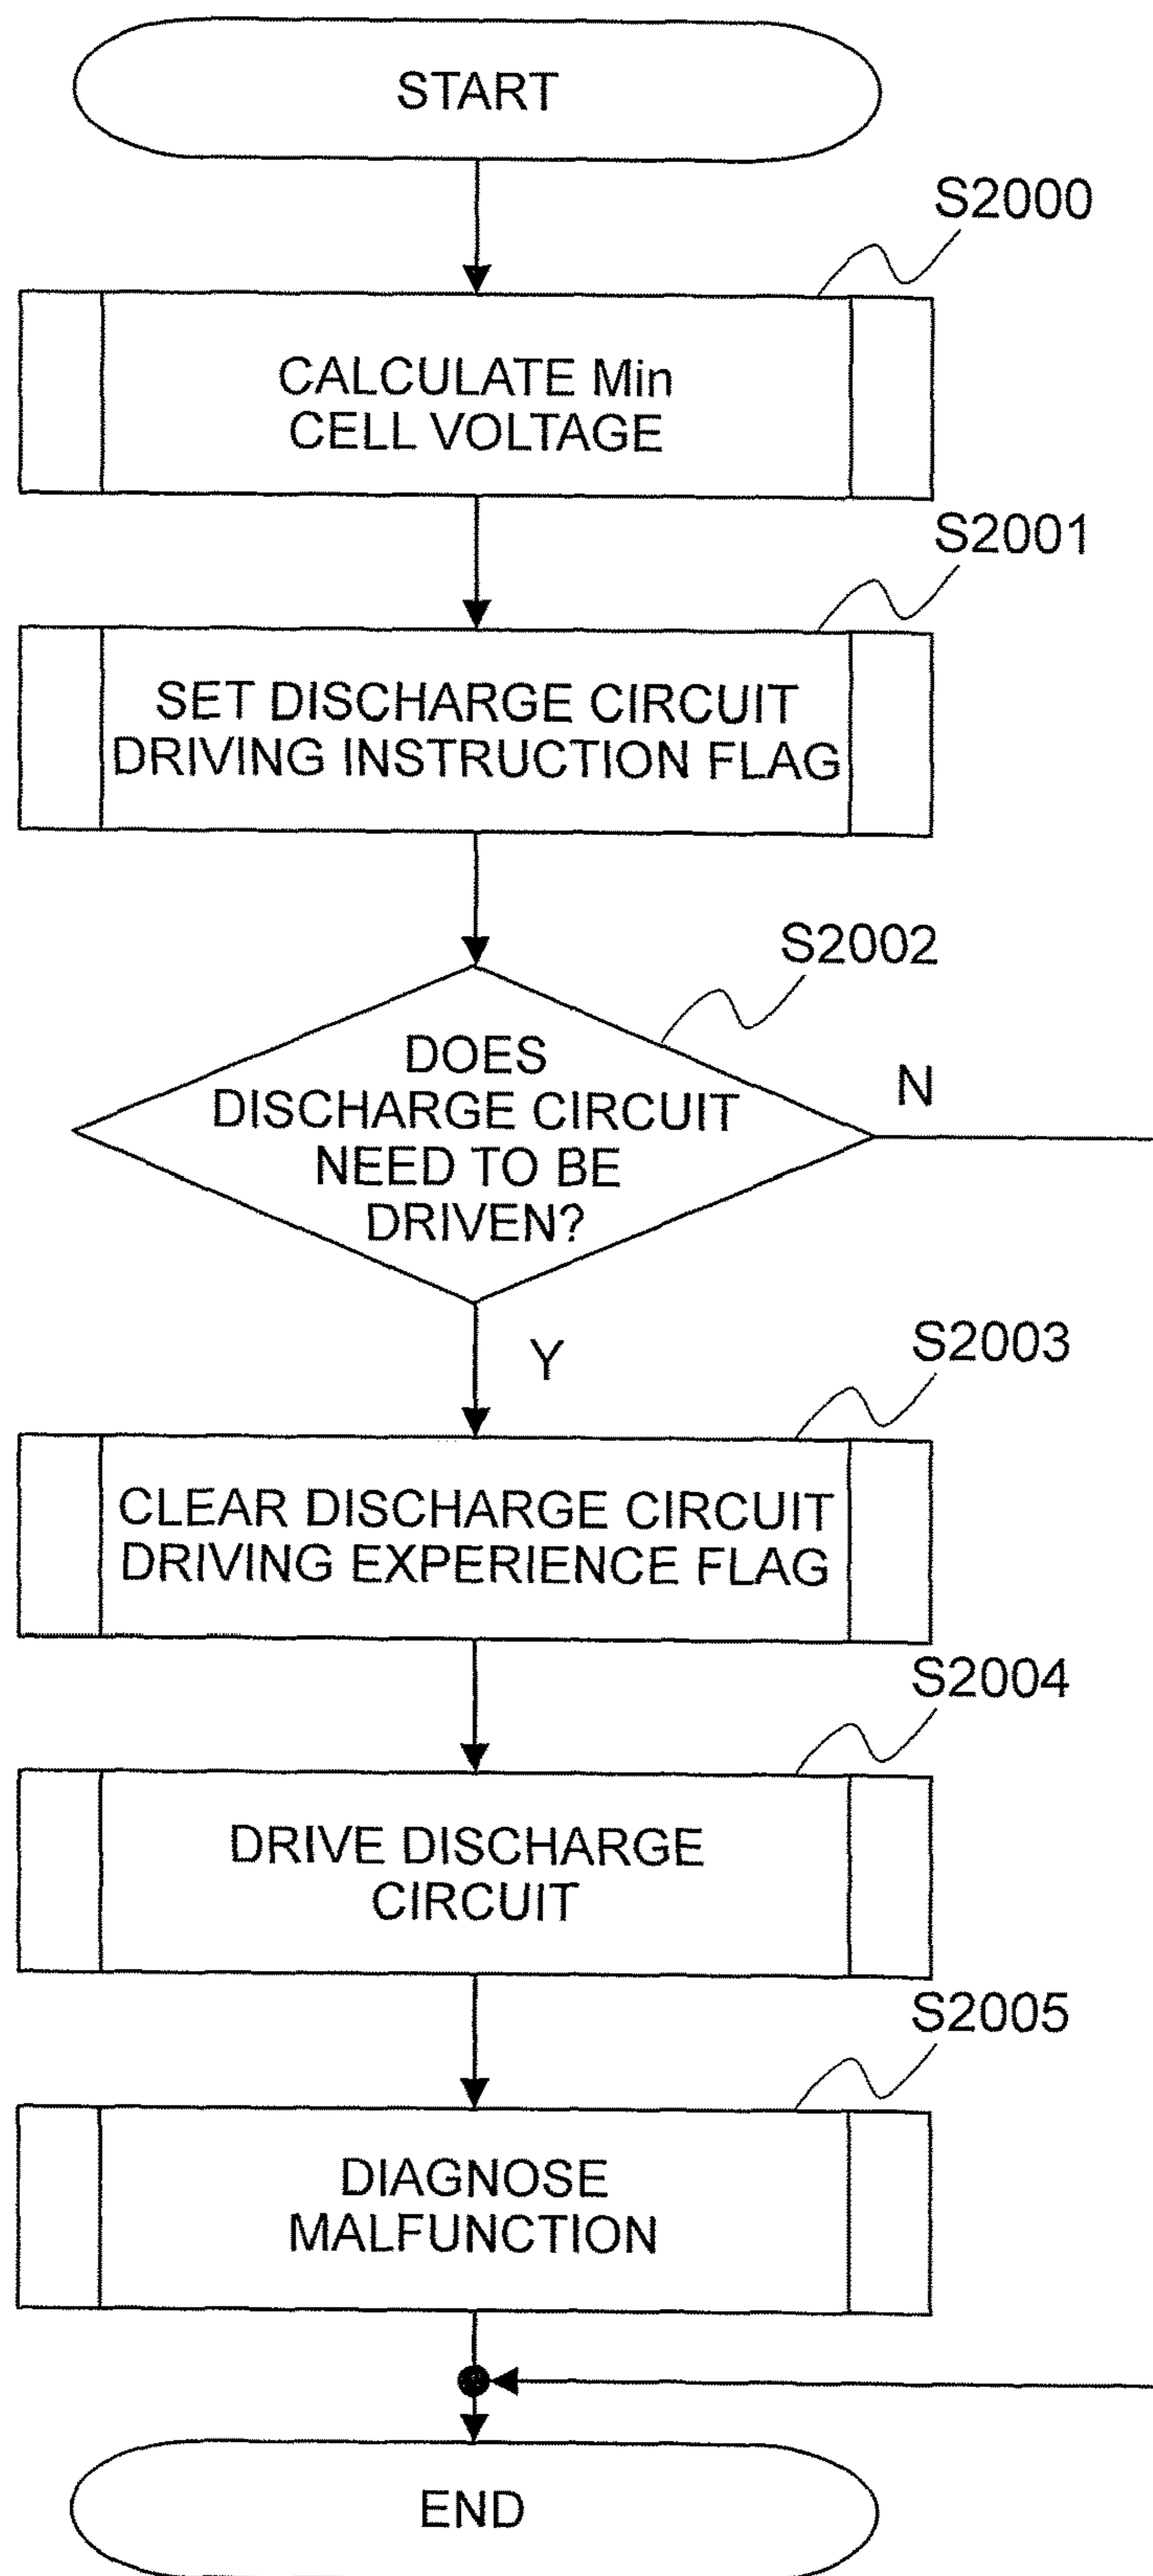 START
S2000
CALCULATE Min
CELL VOLTAGE
S2001
SET DISCHARGE CIRCUIT
DRIVING INSTRUCTION FLAG
S2002
DOES
DISCHARGE CIRCUIT
NEED TO BE
DRIVEN?
N
Y
S2003
CLEAR DISCHARGE CIRCUIT
DRIVING EXPERIENCE FLAG
S2004
DRIVE DISCHARGE
CIRCUIT
S2005
DIAGNOSE
MALFUNCTION
END